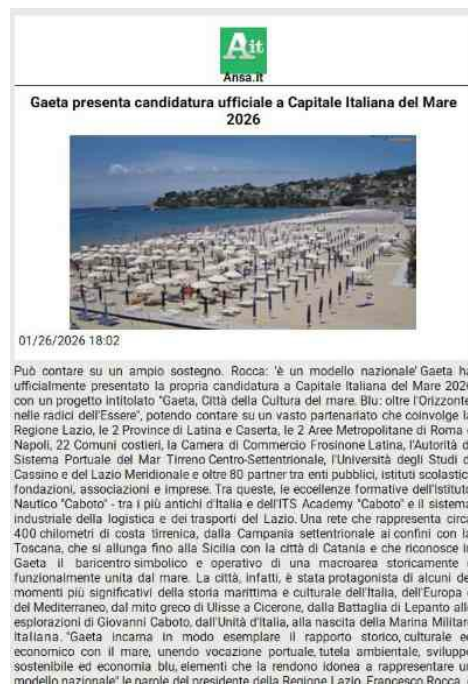 Ait
Ansa.it
Gaeta presenta candidatura ufficiale a Capitale Italiana del Mare
2026
01/26/2026 18:02
Può contare su un ampio sostegno. Rocca: 'è un modello nazionale' Gaeta ha
ufficialmente presentato la propria candidatura a Capitale Italiana del Mare 2026
con un progetto intitolato "Gaeta, Città della Cultura del mare. Blu: oltre l'Orizzonte,
nelle radici dell'Essere", potendo contare su un vasto partenariato che coinvolge la
Regione Lazio, le 2 Province di Latina e Caserta, le 2 Aree Metropolitane di Roma e
Napoli, 22 Comuni costieri, la Camera di Commercio Frosinone Latina, l'Autorità di
Sistema Portuale del Mar Tirreno Centro-Settentrionale, l'Università degli Studi di
Cassino e del Lazio Meridionale e oltre 80 partner tra enti pubblici, istituti scolastici,
fondazioni, associazioni e imprese. Tra queste, le eccellenze formative dell'Istituto
Nautico "Caboto" - tra i più antichi d'Italia e dell'ITS Academy "Caboto" e il sistema
industriale della logistica e dei trasporti del Lazio. Una rete che rappresenta circa
400 chilometri di costa tirrenica, dalla Campania settentrionale ai confini con la
Toscana, che si allunga fino alla Sicilia con la città di Catania e che riconosce in
Gaeta il baricentro simbolico e operativo di una macroarea storicamente e
funzionalmente unita dal mare. La città, infatti, è stata protagonista di alcuni dei
momenti più significativi della storia marittima e culturale dell'Italia, dell'Europa e
del Mediterraneo, dal mito greco di Ulisse a Cicerone, dalla Battaglia di Lepanto alle
esplorazioni di Giovanni Caboto, dall'Unità d'Italia, alla nascita della Marina Militare
Italiana. "Gaeta incarna in modo esemplare il rapporto storico, culturale ed
economico con il mare, unendo vocazione portuale, tutela ambientale, sviluppo
sostenibile ed economia blu, elementi che la rendono idonea a rappresentare un
modello nazionale" le parole del presidente della Regione Lazio, Francesco Rocca,